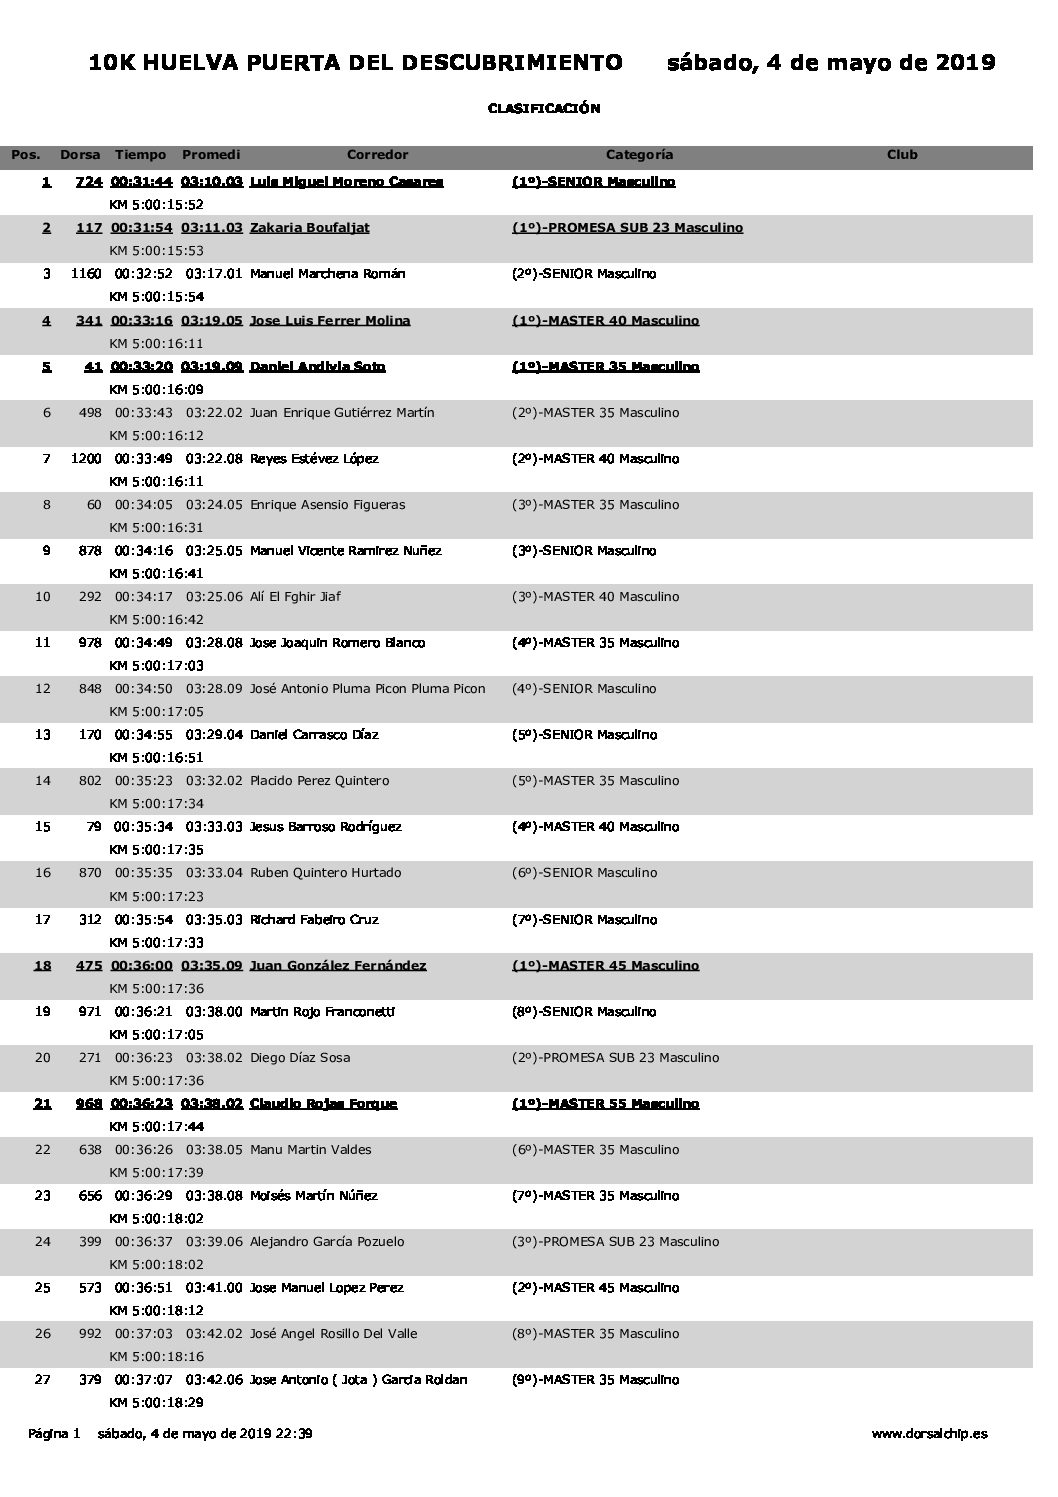 10K HUELVA PUERTA DEL DESCUBRIMIENTO sábado, 4 de mayo de 2019
CLASIFICACIÓN
Pos. Dorsa Tiempo Promedi Corredor Categoría Club
1 724 00:31:44 03:10.03 Luis Miguel Moreno Casares (1º)-SENIOR Masculino
KM 5:00:15:52
2 117 00:31:54 03:11.03 Zakaria Boufaljat (1º)-PROMESA SUB 23 Masculino
KM 5:00:15:53
3 1160 00:32:52 03:17.01 Manuel Marchena Román (2º)-SENIOR Masculino
KM 5:00:15:54
4 341 00:33:16 03:19.05 Jose Luis Ferrer Molina (1º)-MASTER 40 Masculino
KM 5:00:16:11
5 41 00:33:20 03:19.09 Daniel Andivia Soto (1º)-MASTER 35 Masculino
KM 5:00:16:09
6 498 00:33:43 03:22.02 Juan Enrique Gutiérrez Martín (2º)-MASTER 35 Masculino
KM 5:00:16:12
7 1200 00:33:49 03:22.08 Reyes Estévez López (2º)-MASTER 40 Masculino
KM 5:00:16:11
8 60 00:34:05 03:24.05 Enrique Asensio Figueras (3º)-MASTER 35 Masculino
KM 5:00:16:31
9 878 00:34:16 03:25.05 Manuel Vicente Ramirez Nuñez (3º)-SENIOR Masculino
KM 5:00:16:41
10 292 00:34:17 03:25.06 Alí El Fghir Jiaf (3º)-MASTER 40 Masculino
KM 5:00:16:42
11 978 00:34:49 03:28.08 Jose Joaquin Romero Blanco (4º)-MASTER 35 Masculino
KM 5:00:17:03
12 848 00:34:50 03:28.09 José Antonio Pluma Picon Pluma Picon (4º)-SENIOR Masculino
KM 5:00:17:05
13 170 00:34:55 03:29.04 Daniel Carrasco Díaz (5º)-SENIOR Masculino
KM 5:00:16:51
14 802 00:35:23 03:32.02 Placido Perez Quintero (5º)-MASTER 35 Masculino
KM 5:00:17:34
15 79 00:35:34 03:33.03 Jesus Barroso Rodríguez (4º)-MASTER 40 Masculino
KM 5:00:17:35
16 870 00:35:35 03:33.04 Ruben Quintero Hurtado (6º)-SENIOR Masculino
KM 5:00:17:23
17 312 00:35:54 03:35.03 Richard Fabeiro Cruz (7º)-SENIOR Masculino
KM 5:00:17:33
18 475 00:36:00 03:35.09 Juan González Fernández (1º)-MASTER 45 Masculino
KM 5:00:17:36
19 971 00:36:21 03:38.00 Martin Rojo Franconetti (8º)-SENIOR Masculino
KM 5:00:17:05
20 271 00:36:23 03:38.02 Diego Díaz Sosa (2º)-PROMESA SUB 23 Masculino
KM 5:00:17:36
21 968 00:36:23 03:38.02 Claudio Rojas Forque (1º)-MASTER 55 Masculino
KM 5:00:17:44
22 638 00:36:26 03:38.05 Manu Martin Valdes (6º)-MASTER 35 Masculino
KM 5:00:17:39
23 656 00:36:29 03:38.08 Moisés Martín Núñez (7º)-MASTER 35 Masculino
KM 5:00:18:02
24 399 00:36:37 03:39.06 Alejandro García Pozuelo (3º)-PROMESA SUB 23 Masculino
KM 5:00:18:02
25 573 00:36:51 03:41.00 Jose Manuel Lopez Perez (2º)-MASTER 45 Masculino
KM 5:00:18:12
26 992 00:37:03 03:42.02 José Angel Rosillo Del Valle (8º)-MASTER 35 Masculino
KM 5:00:18:16
27 379 00:37:07 03:42.06 Jose Antonio ( Jota ) García Roldan (9º)-MASTER 35 Masculino
KM 5:00:18:29
Página 1 sábado, 4 de mayo de 2019 22:39 www.dorsalchip.es